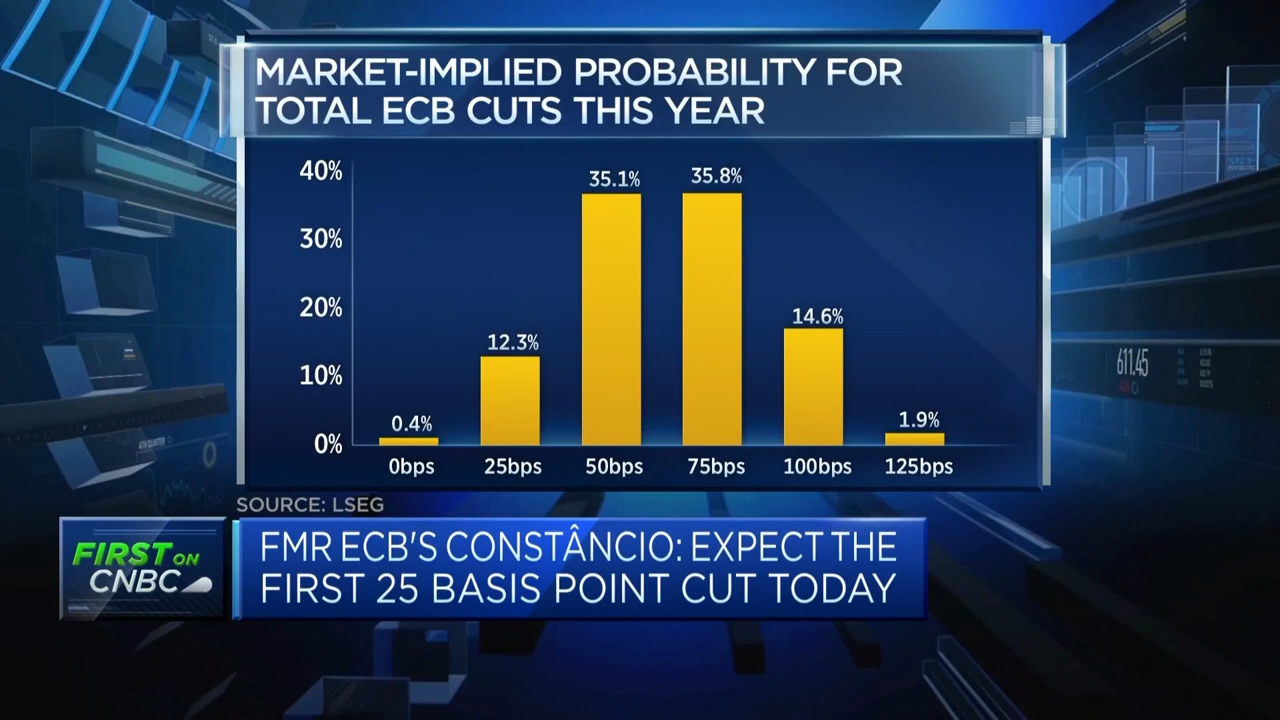 MARKET-IMPLIED PROBABILITY FOR
TOTAL ECB CUTS THIS YEAR
40%
30%
20%
10%
0%
0.4%
12.3%
35.1%
35.8%
14.6%
1.9%
0bps
25bps
50bps
75bps
100bps
125bps
SOURCE: LSEG
FIRST ON
CNBC
FMR ECB'S CONSTÂNCIO: EXPECT THE
FIRST 25 BASIS POINT CUT TODAY
611.45
4TH QUARTER